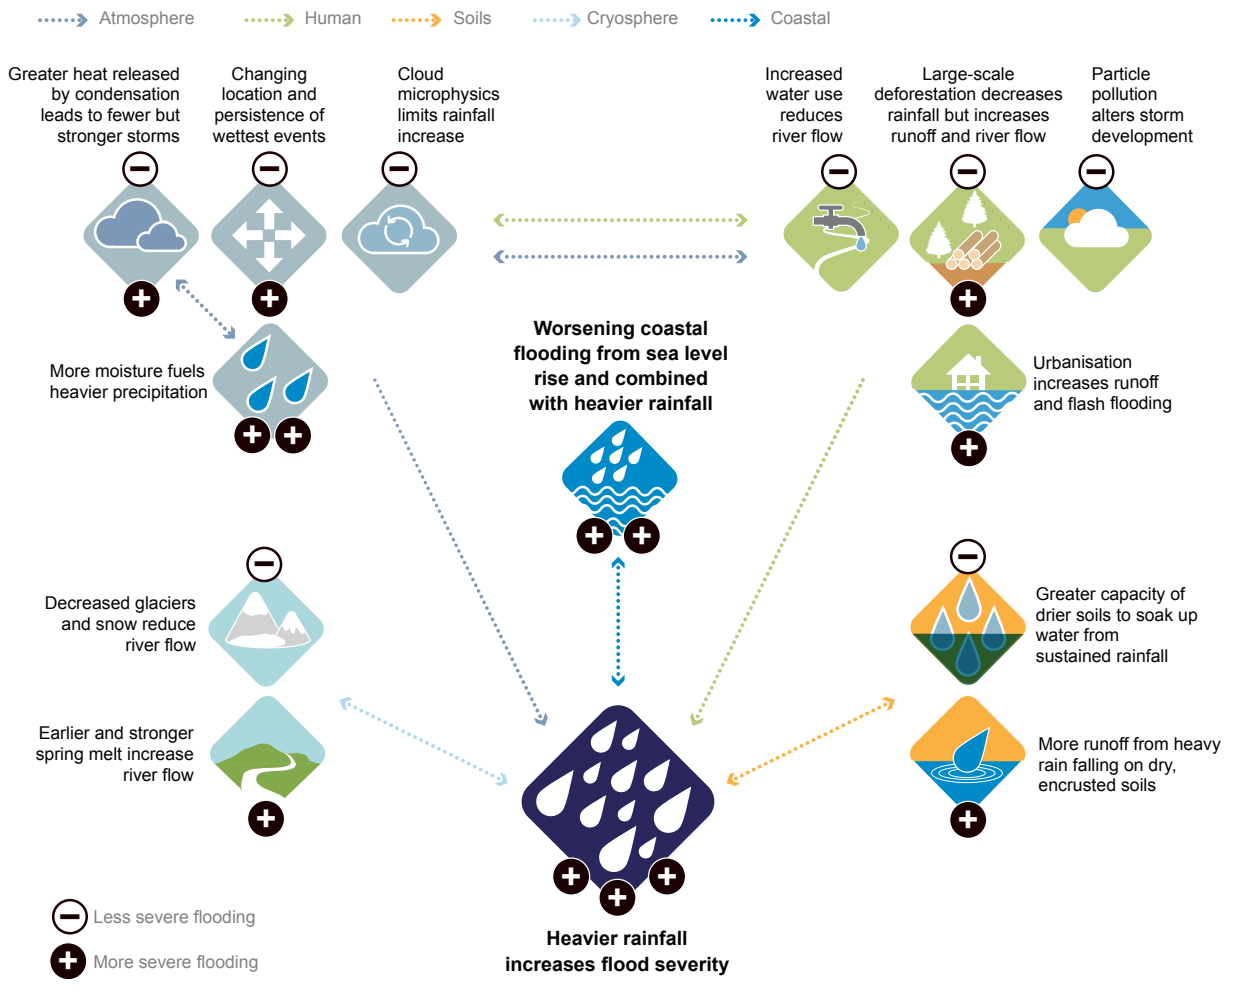 Atmosphere
Human
Soils
Cryosphere
Coastal
Greater heat released
by condensation
leads to fewer but
stronger storms
Changing
location and
persistence of
wettest events
Cloud
microphysics
limits rainfall
increase
Increased
water use
reduces
river flow
Large-scale
deforestation decreases
rainfall but increases
runoff and river flow
Particle
pollution
alters storm
development
More moisture fuels
heavier precipitation
Worsening coastal
flooding from sea level
rise and combined
with heavier rainfall
Urbanisation
increases runoff
and flash flooding
Decreased glaciers
and snow reduce
river flow
Greater capacity of
drier soils to soak up
water from
sustained rainfall
Earlier and stronger
spring melt increase
river flow
More runoff from heavy
rain falling on dry,
encrusted soils
Less severe flooding
More severe flooding
Heavier rainfall
increases flood severity